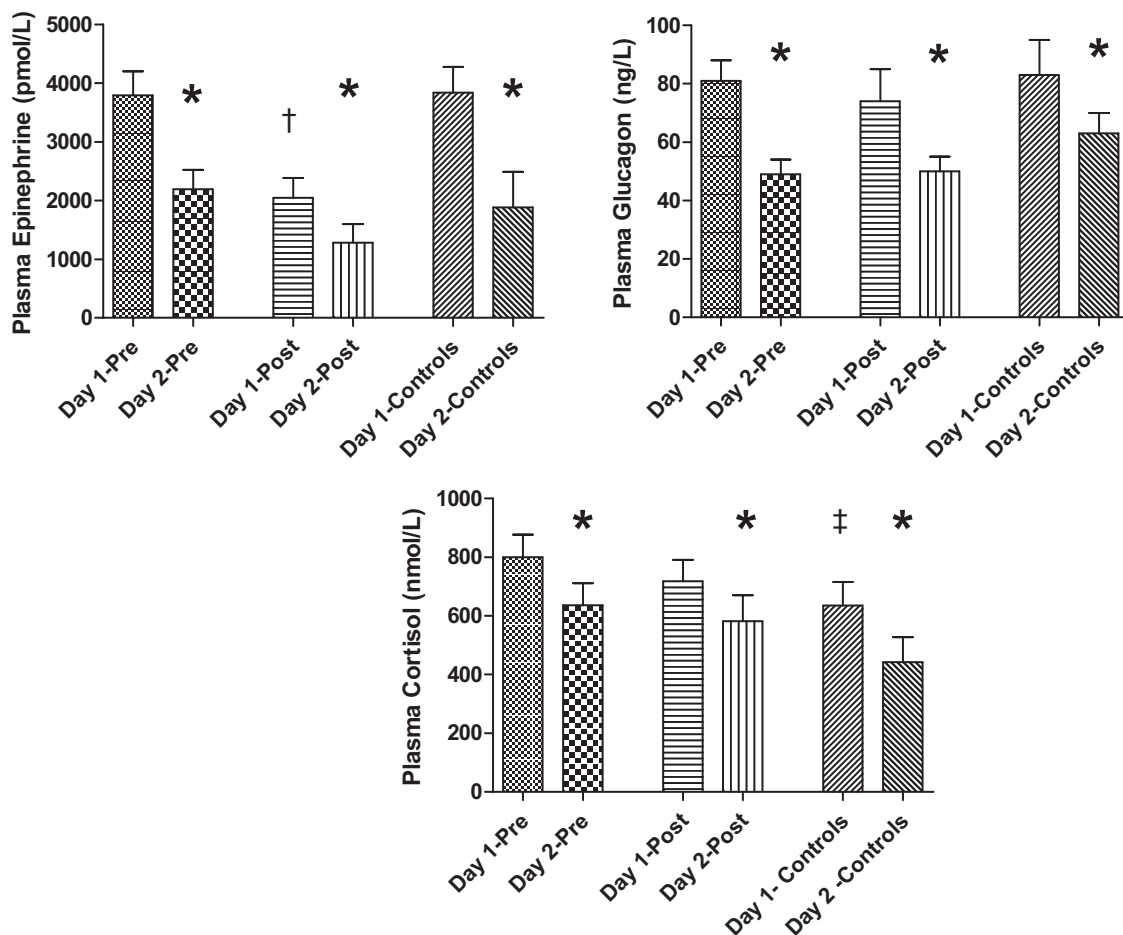 Plasma Epinephrine (pmol/L)
5000
4000
3000
2000
1000
0
*
†
*
*
Day 1-Pre
Day 2-Pre
Day 1-Post
Day 2-Post
Day 1-Controls
Day 2-Controls
Plasma Glucagon (ng/L)
100
80
60
40
20
0
*
*
*
Day 1-Pre
Day 2-Pre
Day 1-Post
Day 2-Post
Day 1-Controls
Day 2-Controls
Plasma Cortisol (nmol/L)
1000
800
600
400
200
0
*
*
‡
*
Day 1-Pre
Day 2-Pre
Day 1-Post
Day 2-Post
Day 1- Controls
Day 2 -Controls